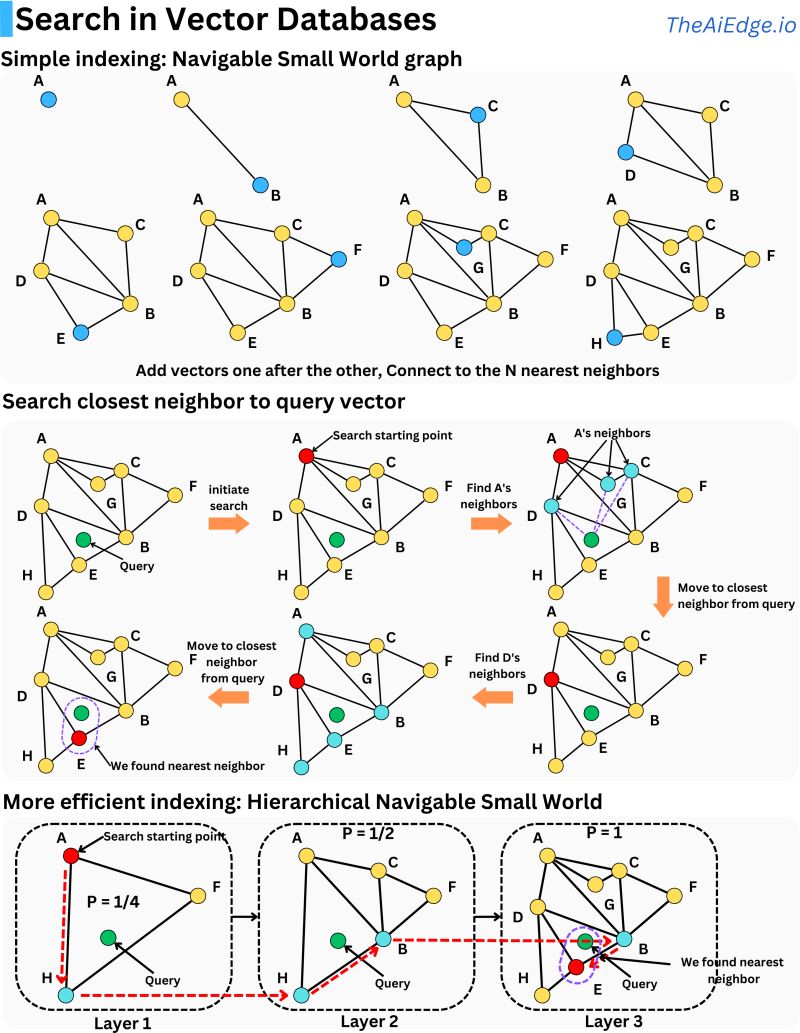 Search in Vector Databases
TheAiEdge.io
Simple indexing: Navigable Small World graph
A
A
B
A
C
B
A
C
D
B
A
C
D
B
E
A
C
F
D
B
E
A
C
F
G
D
B
E
A
C
F
G
D
B
H
E
Add vectors one after the other, Connect to the N nearest neighbors
Search closest neighbor to query vector
A
C
F
G
D
B
Query
H
E
initiate
search
A
Search starting point
C
F
G
D
B
H
E
Find A's
neighbors
A's neighbors
A
C
F
G
D
B
H
E
Move to closest
neighbor from query
A
C
F
G
D
B
H
E
Find D's
neighbors
A
C
F
G
D
B
H
E
Move to closest
neighbor
from query
A
C
F
G
D
B
H
E
We found nearest neighbor
More efficient indexing: Hierarchical Navigable Small World
A
Search starting point
P = 1/4
F
Query
H
Layer 1
P = 1/2
A
C
F
B
Query
H
Layer 2
P = 1
A
C
F
G
D
B
We found nearest
neighbor
Query
H
E
Layer 3